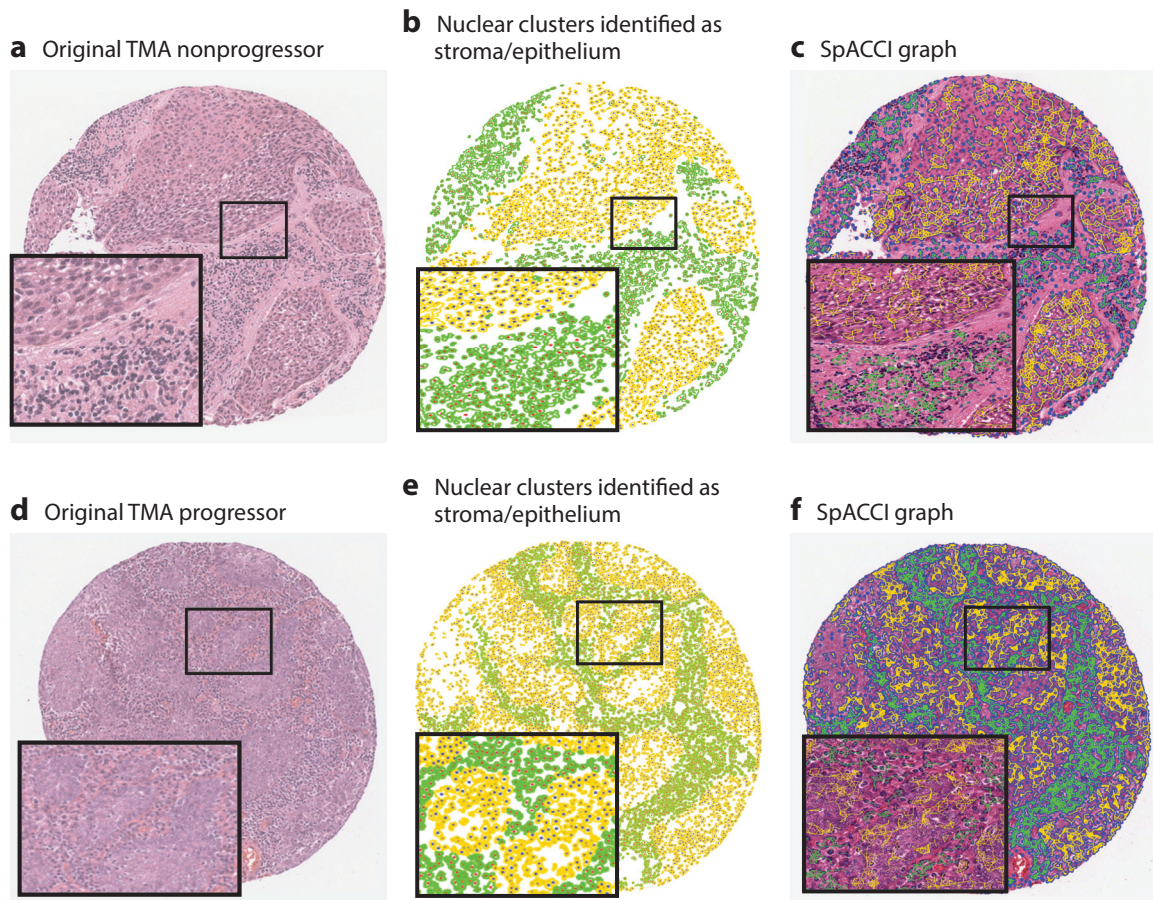 a Original TMA nonprogressor
b Nuclear clusters identified as
stroma/epithelium
c SpACCI graph
d Original TMA progressor
e Nuclear clusters identified as
stroma/epithelium
f SpACCI graph